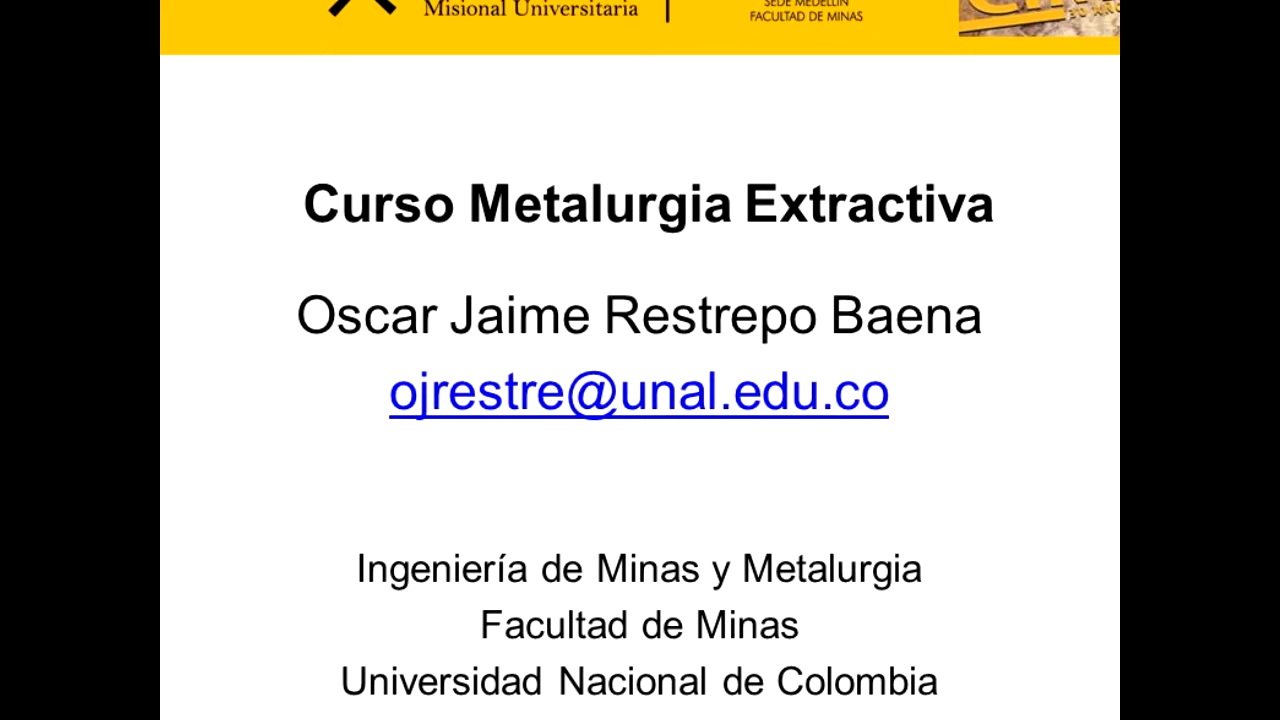 Misional Universitaria
SEDE MEDELLÍN
FACULTAD DE MINAS
Curso Metalurgia Extractiva
Oscar Jaime Restrepo Baena
ojrestre@unal.edu.co
Ingeniería de Minas y Metalurgia
Facultad de Minas
Universidad Nacional de Colombia